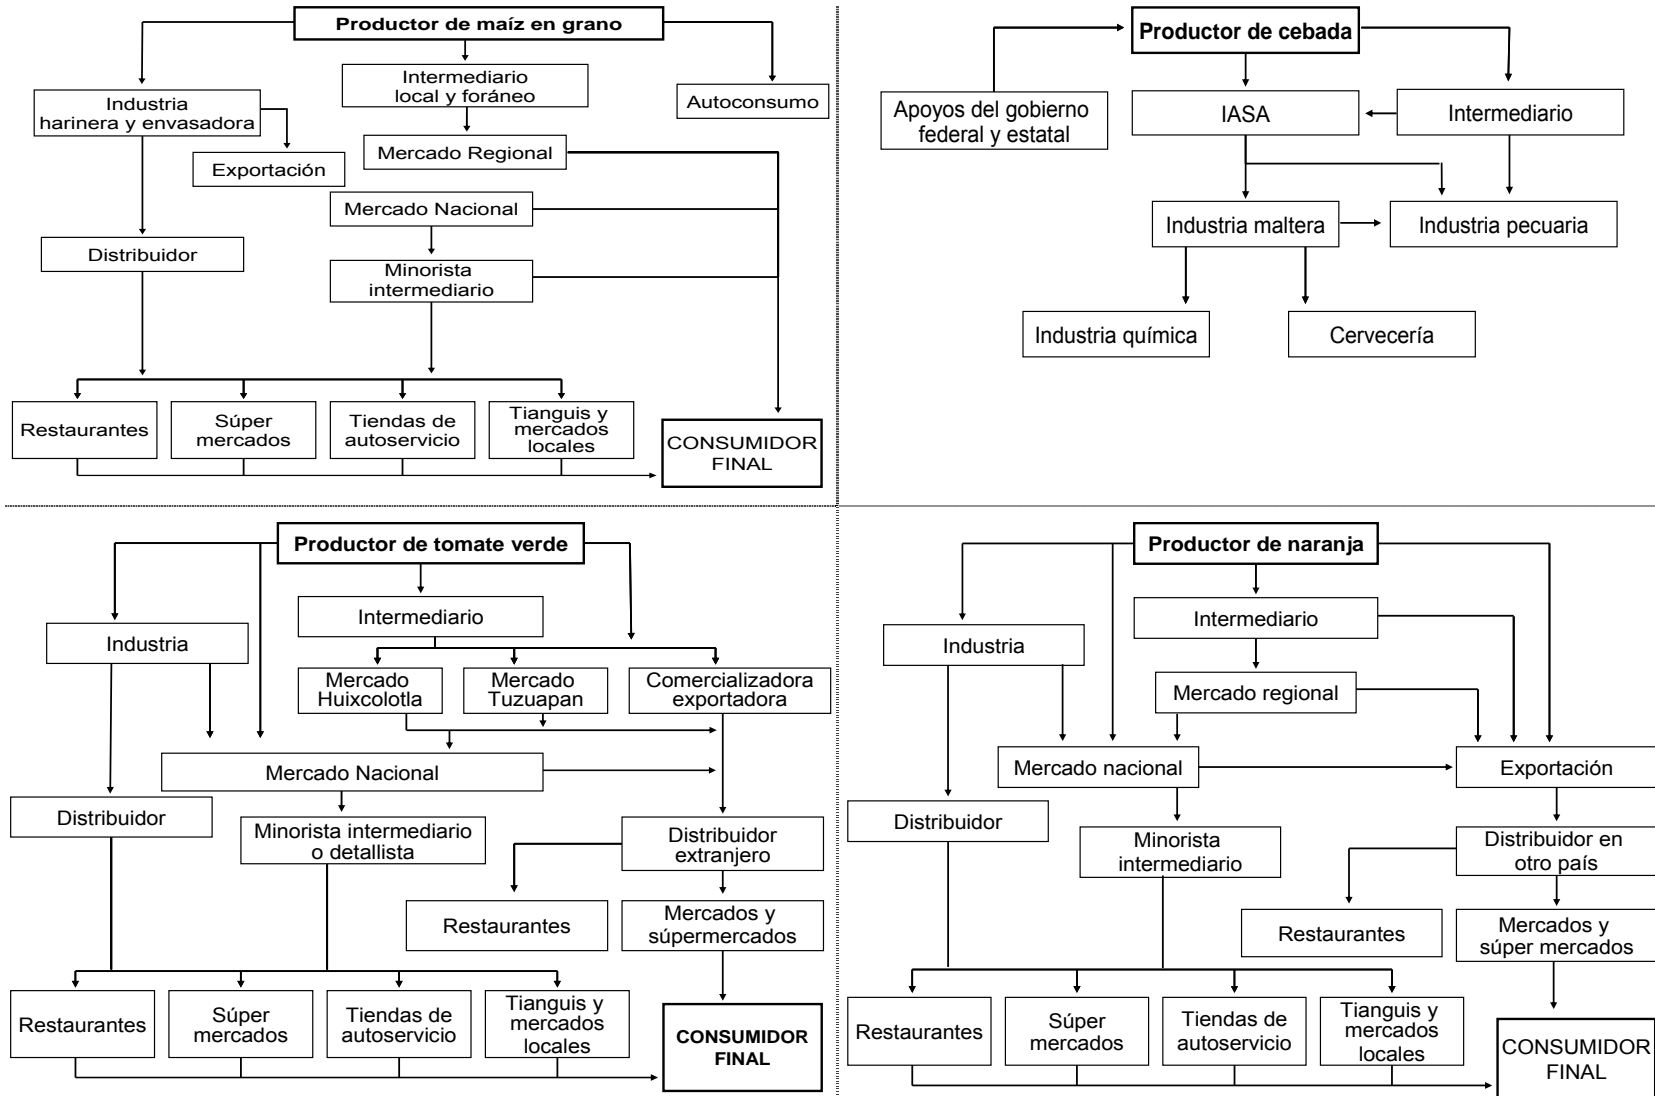 Productor de maíz en grano
Industria
harinera y envasadora
Intermediario
local y foráneo
Autoconsumo
Exportación
Mercado Regional
Mercado Nacional
Distribuidor
Minorista
intermediario
Restaurantes
Súper
mercados
Tiendas de
autoservicio
Tianguis y
mercados
locales
CONSUMIDOR
FINAL
Productor de cebada
Apoyos del gobierno
federal y estatal
IASA
Intermediario
Industria maltera
Industria pecuaria
Industria química
Cervecería
Productor de tomate verde
Intermediario
Industria
Mercado
Huixcolotla
Mercado
Tuzuapan
Comercializadora
exportadora
Mercado Nacional
Distribuidor
Minorista intermediario
o detallista
Distribuidor
extranjero
Restaurantes
Mercados y
súpermercados
Restaurantes
Súper
mercados
Tiendas de
autoservicio
Tianguis y
mercados
locales
CONSUMIDOR
FINAL
Productor de naranja
Intermediario
Industria
Mercado regional
Mercado nacional
Exportación
Distribuidor
Minorista
intermediario
Distribuidor en
otro país
Restaurantes
Mercados y
súper mercados
Restaurantes
Súper
mercados
Tiendas de
autoservicio
Tianguis y
mercados
locales
CONSUMIDOR
FINAL